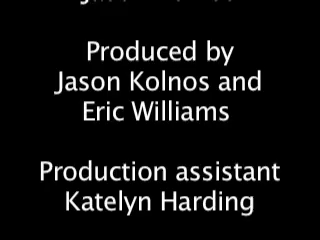 Produced by
Jason Kolnos and
Eric Williams
Production assistant
Katelyn Harding